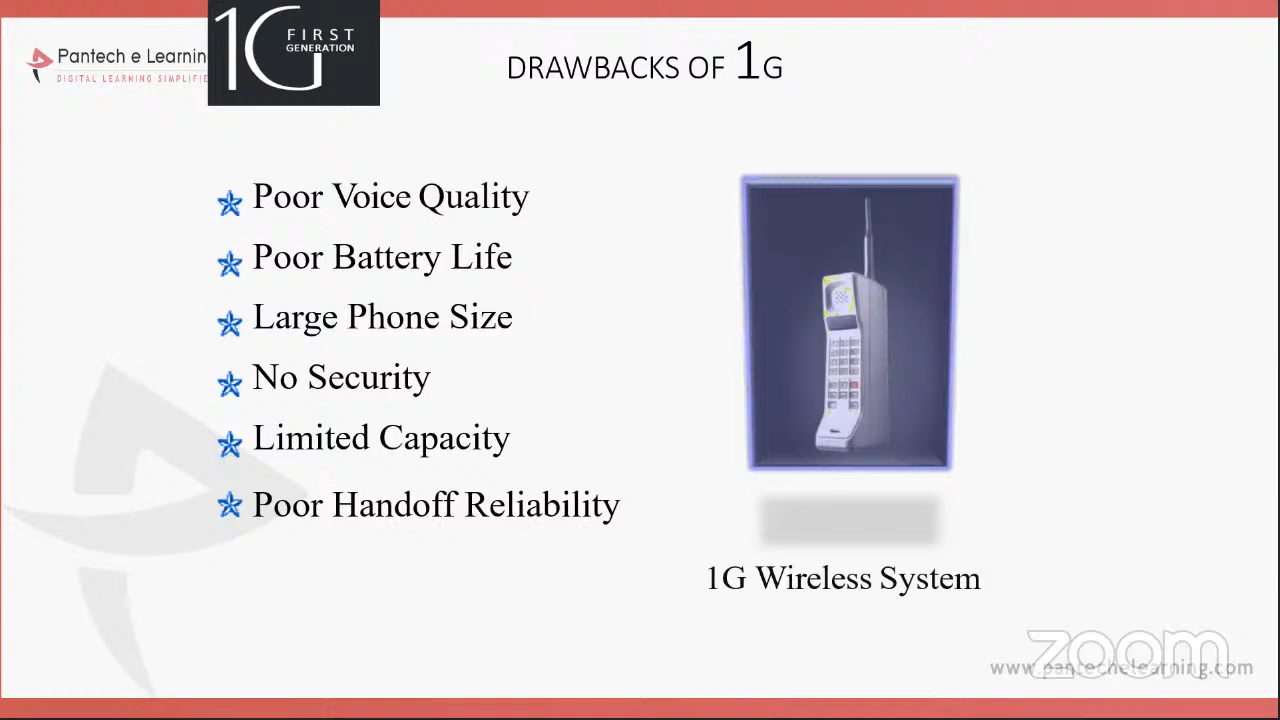 Pantech e Learnin
DIGITAL LEARNING SIMPLIFIE
1G FIRST
GENERATION
DRAWBACKS OF 1G
Poor Voice Quality
Poor Battery Life
Large Phone Size
No Security
Limited Capacity
Poor Handoff Reliability
1G Wireless System
zoom
www.pantechelearning.com